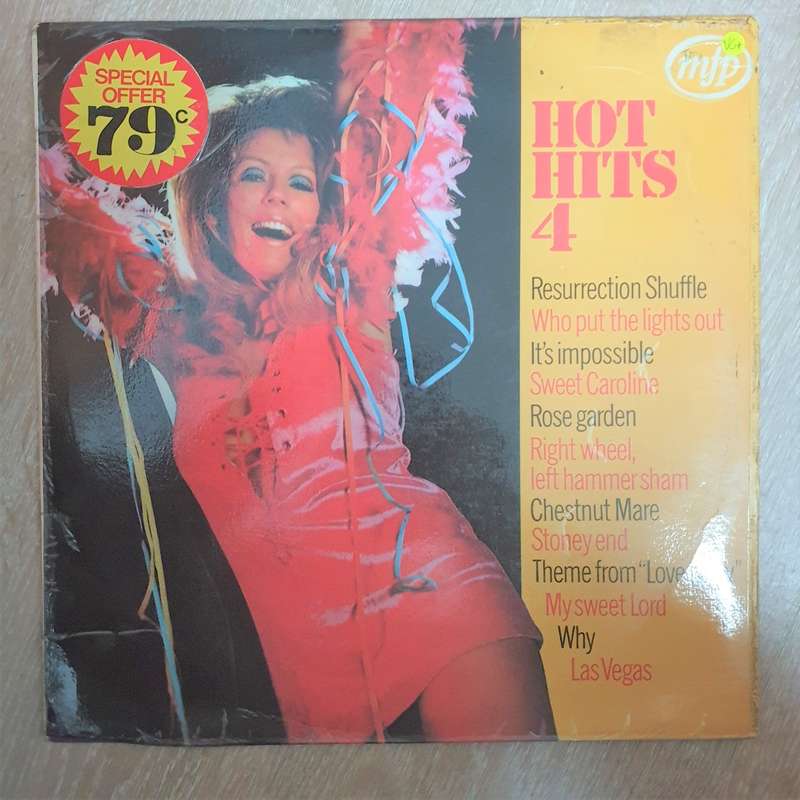 SPECIAL
OFFER
79c
VG+
mfp
HOT
HITS
4
Resurrection Shuffle
Who put the lights out
It's impossible
Sweet Caroline
Rose garden
Right wheel,
left hammer sham
Chestnut Mare
Stoney end
Theme from "Love
My sweet Lord
Why
Las Vegas